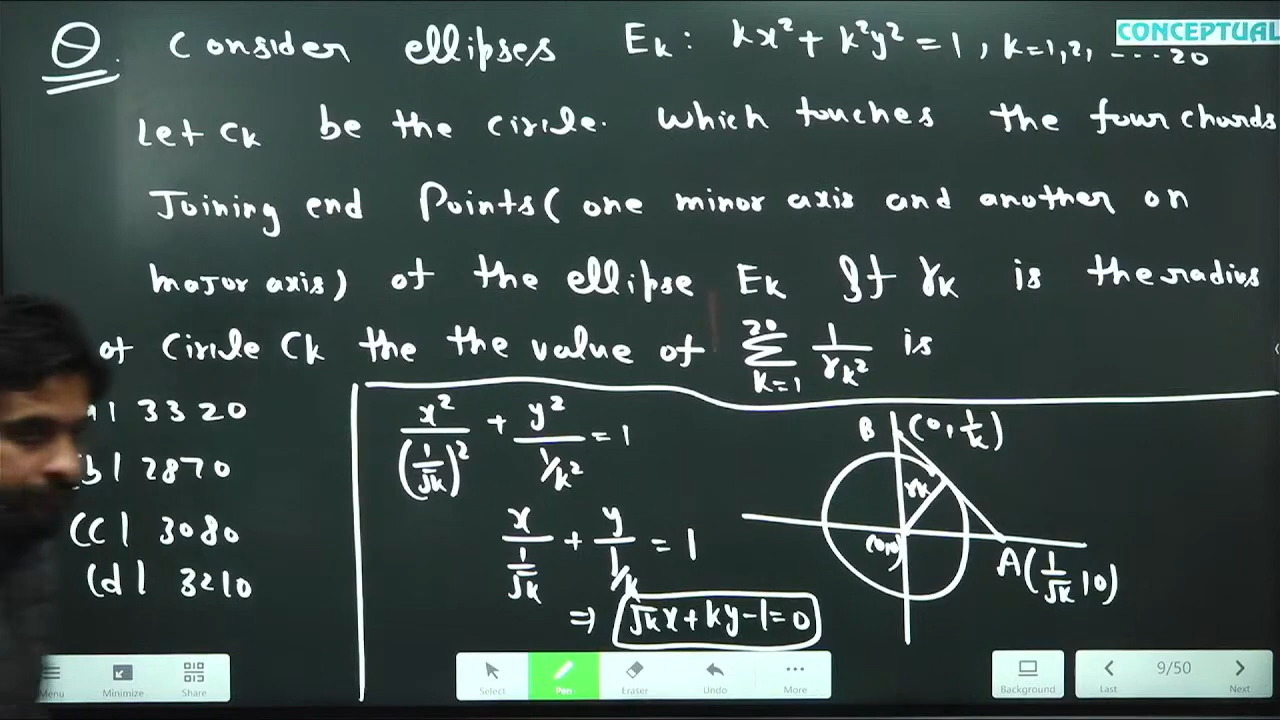 CONCEPTUAL
Q. Consider ellipses Eₖ: kx² + k²y² = 1, k=1,2, ....20
Let Cₖ be the circle. which touches the four chords
Joining end Points( one minor axis and another on
major axis) of the ellipse Eₖ If rₖ is the radius
of circle Cₖ the the value of ∑ₖ₌₁²⁰ 1/rₖ² is
3320
b) 2870
(c) 3080
(d) 3210
x²/(1/√k)² + y²/(1/k²) = 1
x/(1/√k) + y/(1/k) = 1
⇒ √kx+ky-1=0
B (0,1/k)
rₖ
(0,0)
A(1/√k,0)
Menu Minimize Share
Select Pen Eraser Undo More
Background Last 9/50 Next